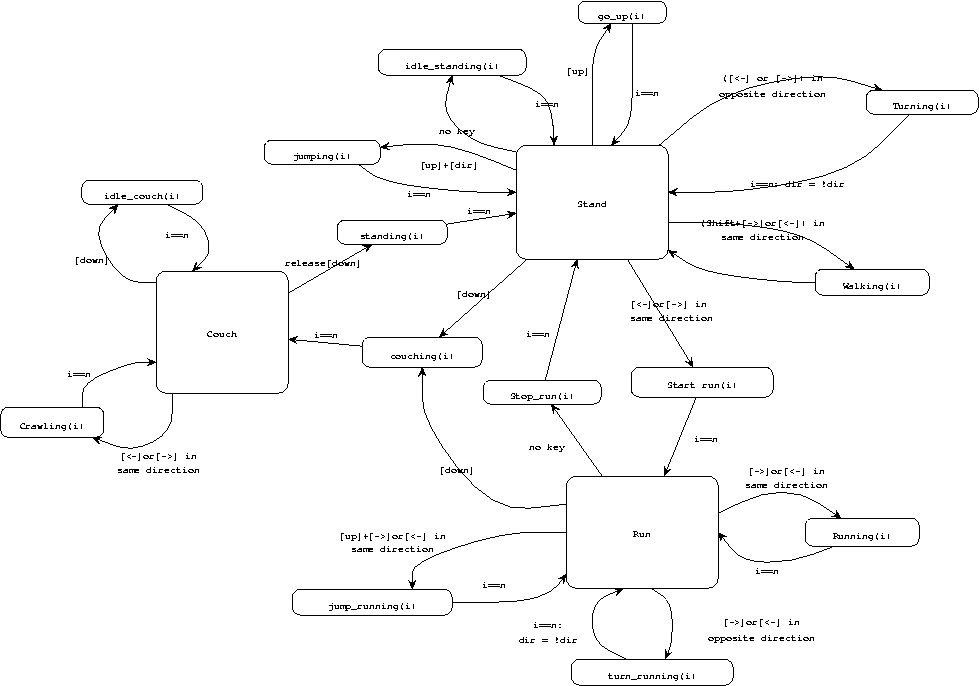 go_up(i)
idle_standing(i)
[up]
([<-] or [->]) in
opposite direction
i==n
i==n
Turning(i)
no key
jumping(i)
[up]+[dir]
i==n: dir = !dir
idle_couch(i)
i==n
Stand
i==n
(Shift+[->]or[<-]) in
same direction
i==n
standing(i)
[down]
release[down]
Walking(i)
[down]
[<-]or[->] in
same direction
Couch
i==n
i==n
couching(i)
i==n
Stop_run(i)
Start run(i)
Crawling(i)
[<-]or[->] in
same direction
no key
i==n
[down]
[->]or[<-] in
same direction
[up]+[->]or[<-] in
same direction
Run
Running(i)
i==n
i==n
jump_running(i)
i==n:
dir = !dir
[->]or[<-] in
opposite direction
turn_running(i)